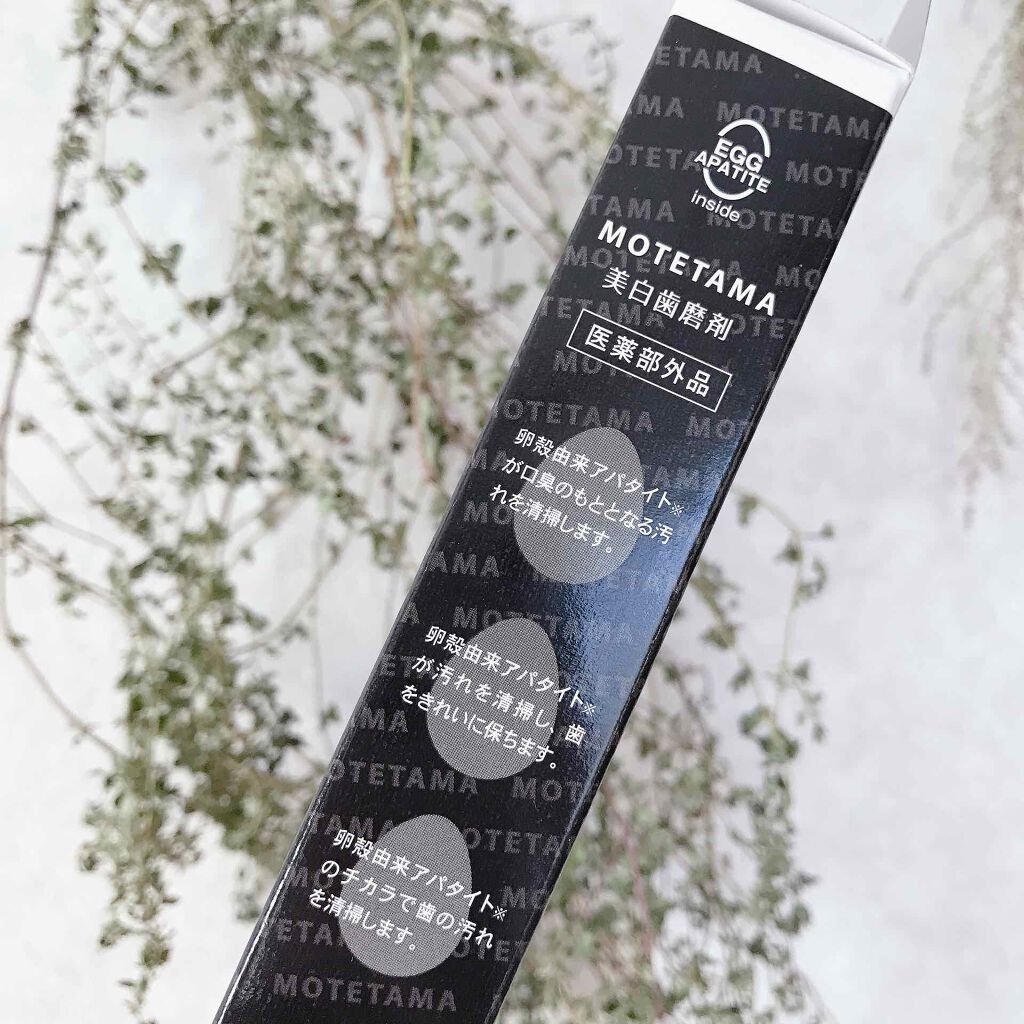 EGG
APATITE
inside
MOTETAMA
美白歯磨剤
医薬部外品
卵殻由来アパタイト※
が口臭のもととなる汚
れを清掃します。
卵殻由来アパタイト※
が汚れを清掃し、歯
をきれいに保ちます。
卵殻由来アパタイト※
のチカラで歯の汚れ
を清掃します。
MOTETAMA